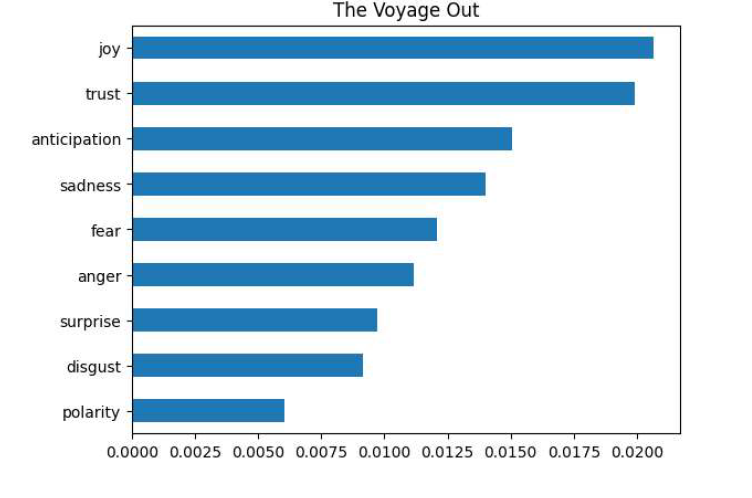 The Voyage Out
joy
trust
anticipation
sadness
fear
anger
surprise
disgust
polarity
0.0000 0.0025 0.0050 0.0075 0.0100 0.0125 0.0150 0.0175 0.0200